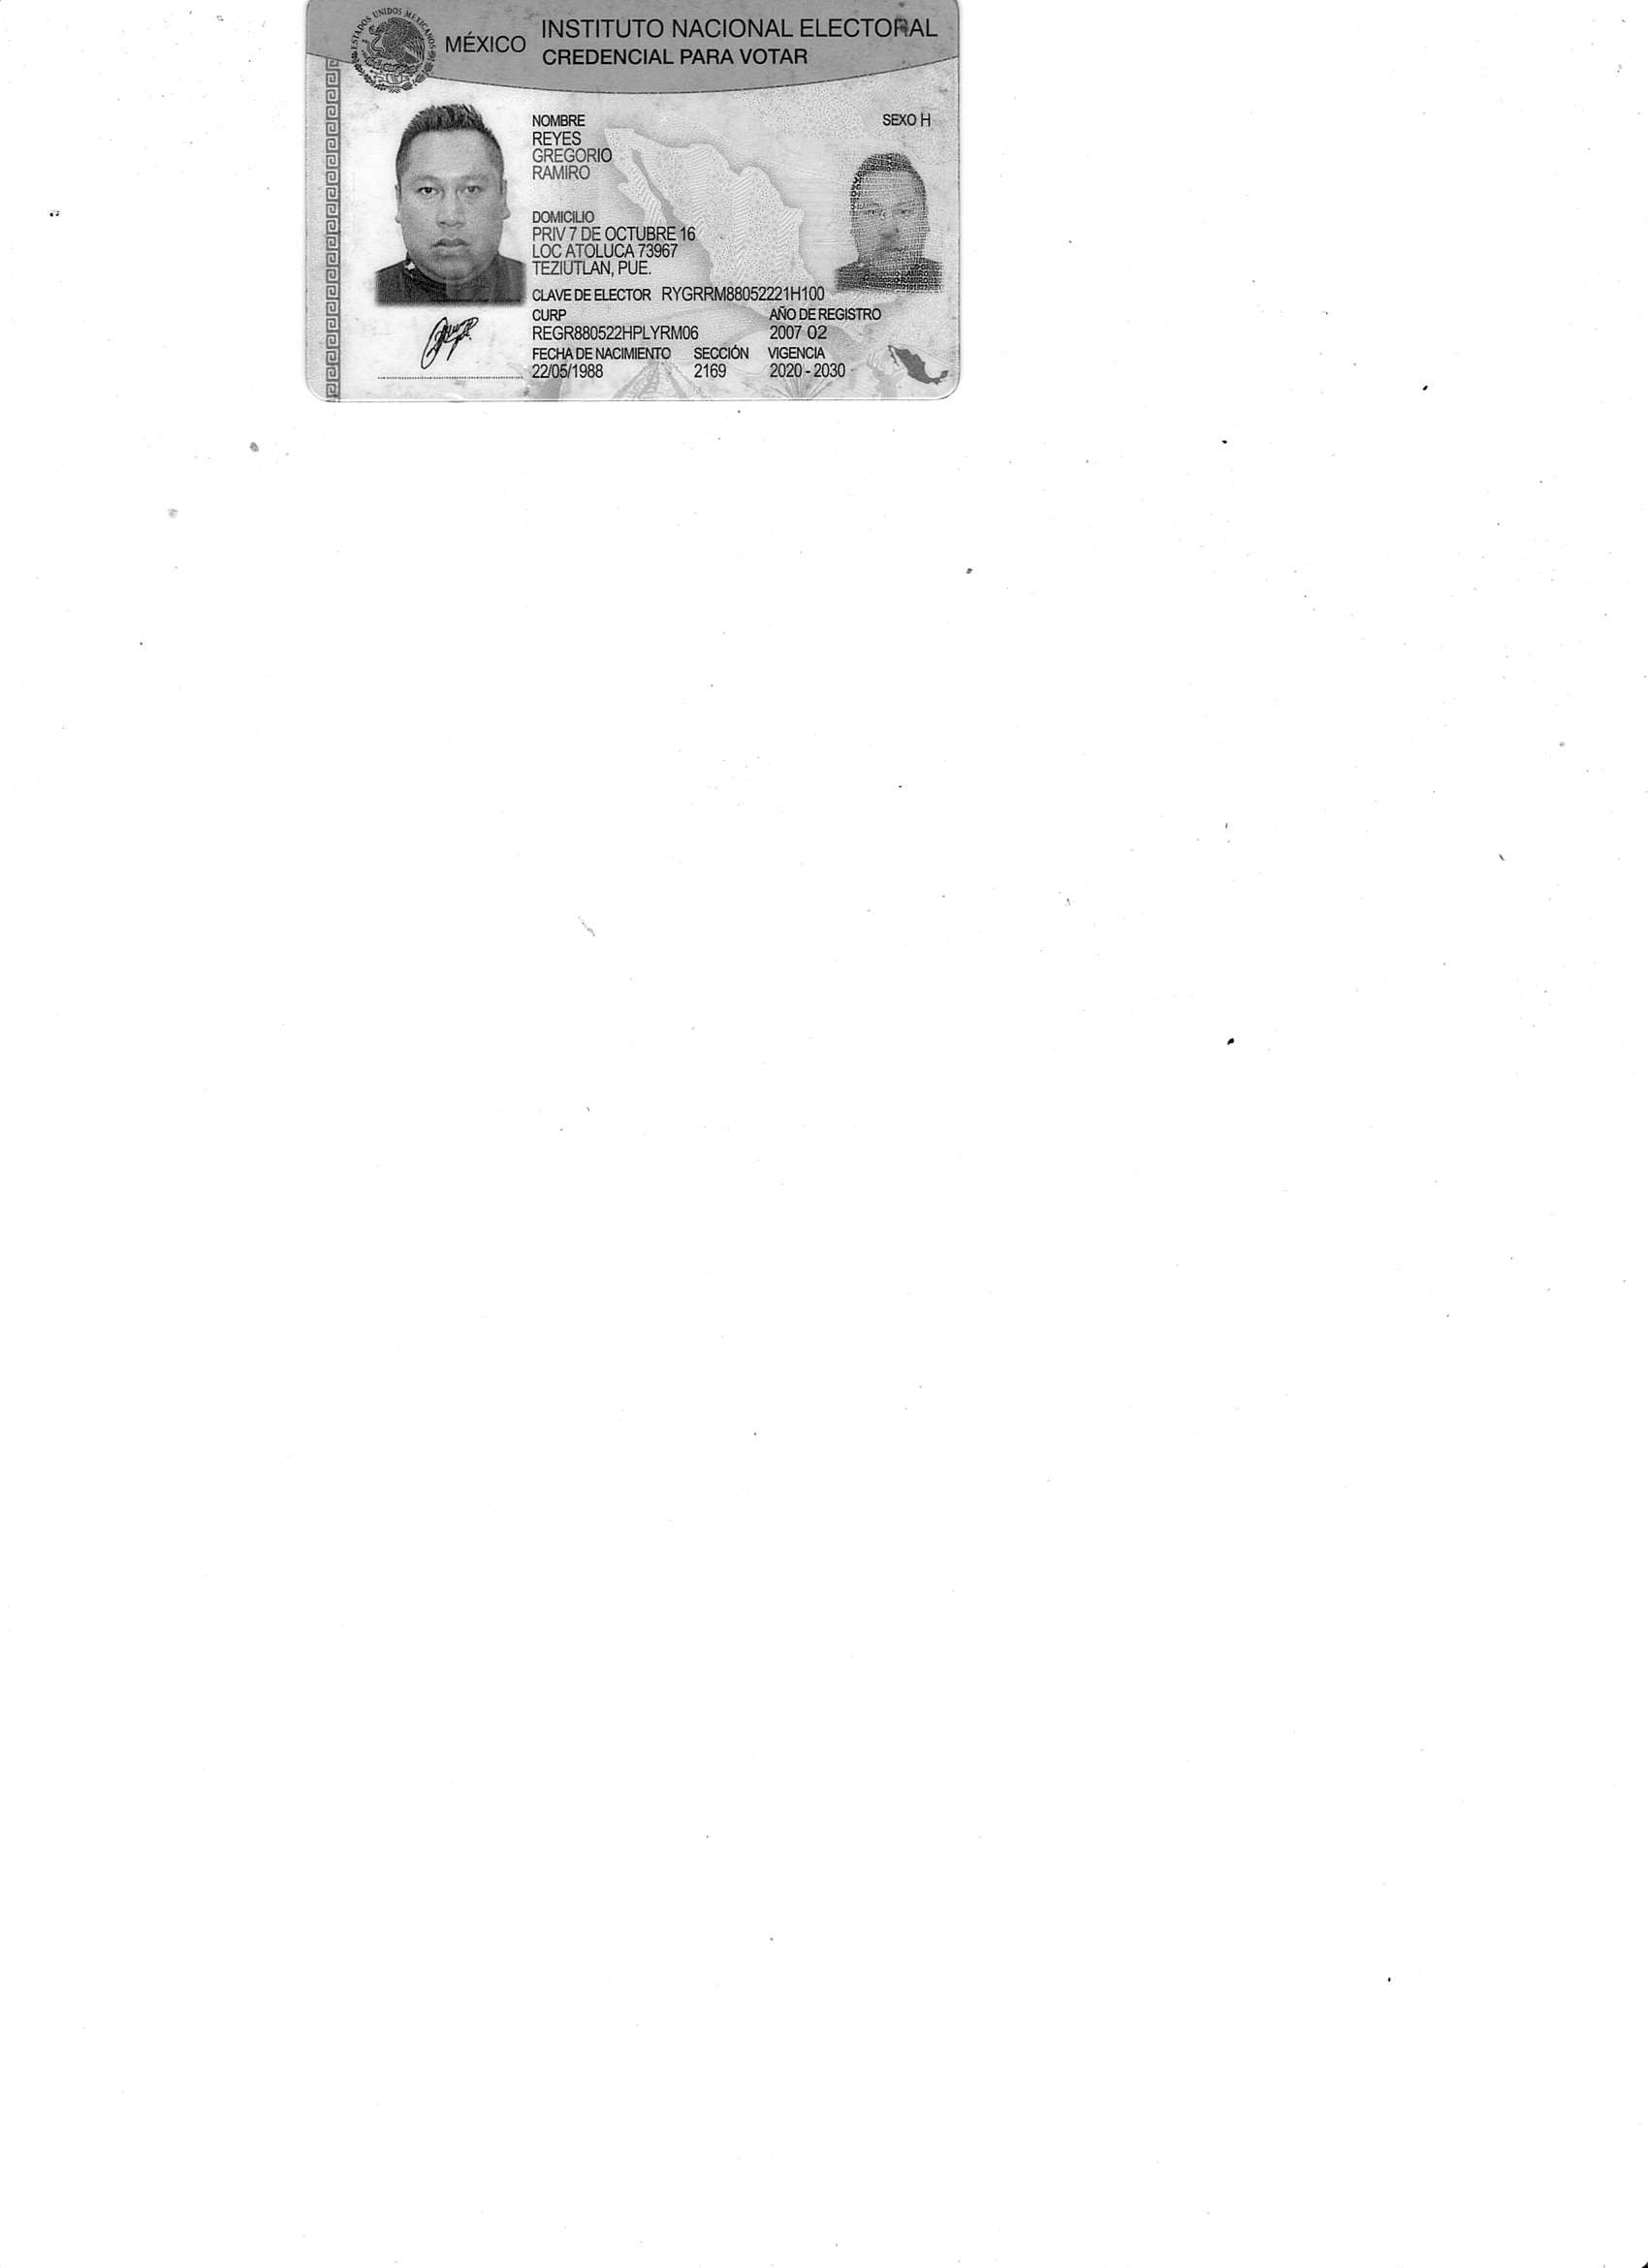 ESTADOS UNIDOS MEXICANOS
MÉXICO
INSTITUTO NACIONAL ELECTORAL
CREDENCIAL PARA VOTAR
NOMBRE
SEXO H
REYES
GREGORIO
RAMIRO
DOMICILIO
PRIV 7 DE OCTUBRE 16
LOC ATOLUCA 73967
TEZIUTLAN, PUE.
CLAVE DE ELECTOR RYGRRM88052221H100
CURP AÑO DE REGISTRO
REGR880522HPLYRM06 2007 02
FECHA DE NACIMIENTO SECCIÓN VIGENCIA
22/05/1988 2169 2020 - 2030